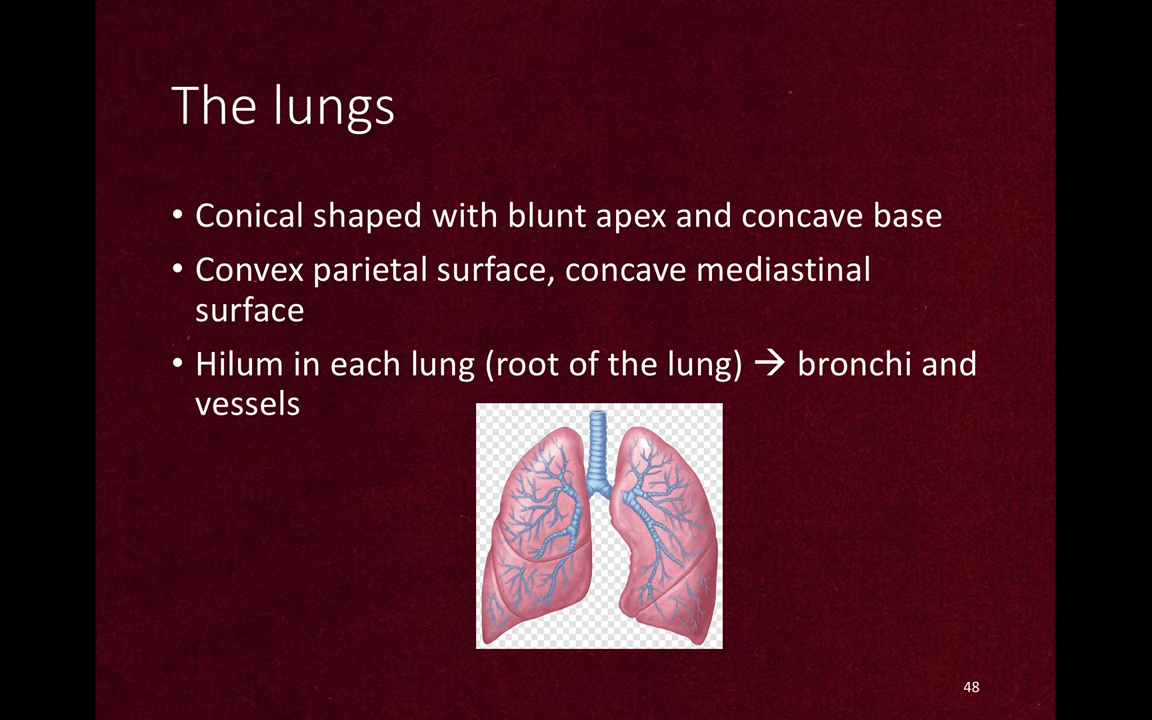 The lungs
• Conical shaped with blunt apex and concave base
• Convex parietal surface, concave mediastinal
surface
• Hilum in each lung (root of the lung) → bronchi and
vessels
48